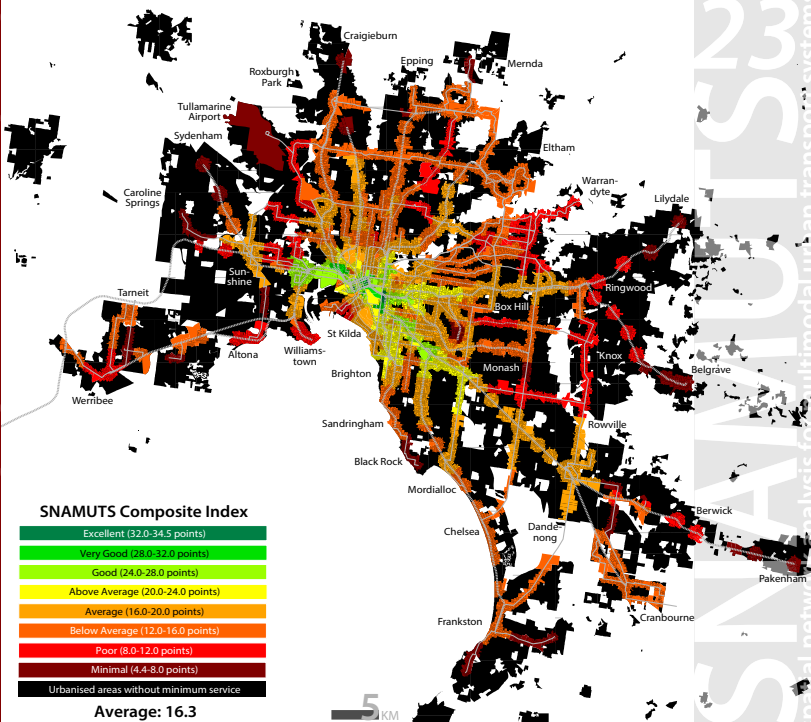 Craigieburn
Epping
Mernda
Roxburgh
Park
Tullamarine
Airport
Sydenham
Eltham
Warran-
dyte
Caroline
Springs
Lilydale
Sun-
shine
Tarneit
Ringwood
Box Hill
St Kilda
Altona
Williams-
town
Knox
Monash
Belgrave
Brighton
Werribee
Sandringham
Rowville
Black Rock
Mordialloc
Berwick
Chelsea
Dande-
nong
Pakenham
Cranbourne
Frankston
SNAMUTS Composite Index
Excellent (32.0-34.5 points)
Very Good (28.0-32.0 points)
Good (24.0-28.0 points)
Above Average (20.0-24.0 points)
Average (16.0-20.0 points)
Below Average (12.0-16.0 points)
Poor (8.0-12.0 points)
Minimal (4.4-8.0 points)
Urbanised areas without minimum service
Average: 16.3
5 KM
SNAMUTS 23